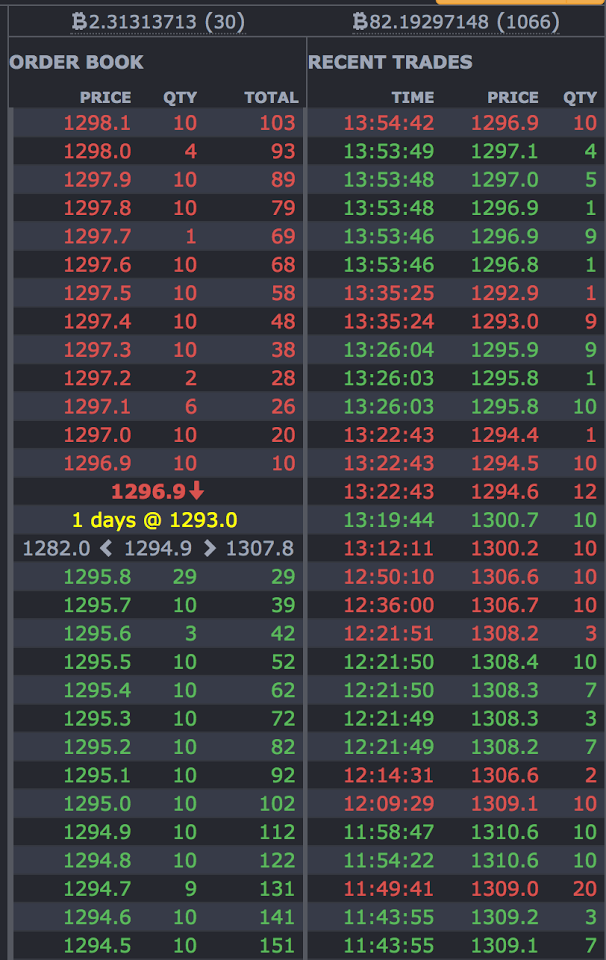 ₿2.31313713 (30) ₿82.19297148 (1066)
ORDER BOOK
PRICE QTY TOTAL
1298.1 10 103
1298.0 4 93
1297.9 10 89
1297.8 10 79
1297.7 1 69
1297.6 10 68
1297.5 10 58
1297.4 10 48
1297.3 10 38
1297.2 2 28
1297.1 6 26
1297.0 10 20
1296.9 10 10
1296.9↓
1 days @ 1293.0
1282.0 < 1294.9 > 1307.8
1295.8 29 29
1295.7 10 39
1295.6 3 42
1295.5 10 52
1295.4 10 62
1295.3 10 72
1295.2 10 82
1295.1 10 92
1295.0 10 102
1294.9 10 112
1294.8 10 122
1294.7 9 131
1294.6 10 141
1294.5 10 151
RECENT TRADES
TIME PRICE QTY
13:54:42 1296.9 10
13:53:49 1297.1 4
13:53:48 1297.0 5
13:53:48 1296.9 1
13:53:46 1296.9 9
13:53:46 1296.8 1
13:35:25 1292.9 1
13:35:24 1293.0 9
13:26:04 1295.9 9
13:26:03 1295.8 1
13:26:03 1295.8 10
13:22:43 1294.4 1
13:22:43 1294.5 10
13:22:43 1294.6 12
13:19:44 1300.7 10
13:12:11 1300.2 10
12:50:10 1306.6 10
12:36:00 1306.7 10
12:21:51 1308.2 3
12:21:50 1308.4 10
12:21:50 1308.3 7
12:21:49 1308.3 3
12:21:49 1308.2 7
12:14:31 1306.6 2
12:09:29 1309.1 10
11:58:47 1310.6 10
11:54:22 1310.6 10
11:49:41 1309.0 20
11:43:55 1309.2 3
11:43:55 1309.1 7